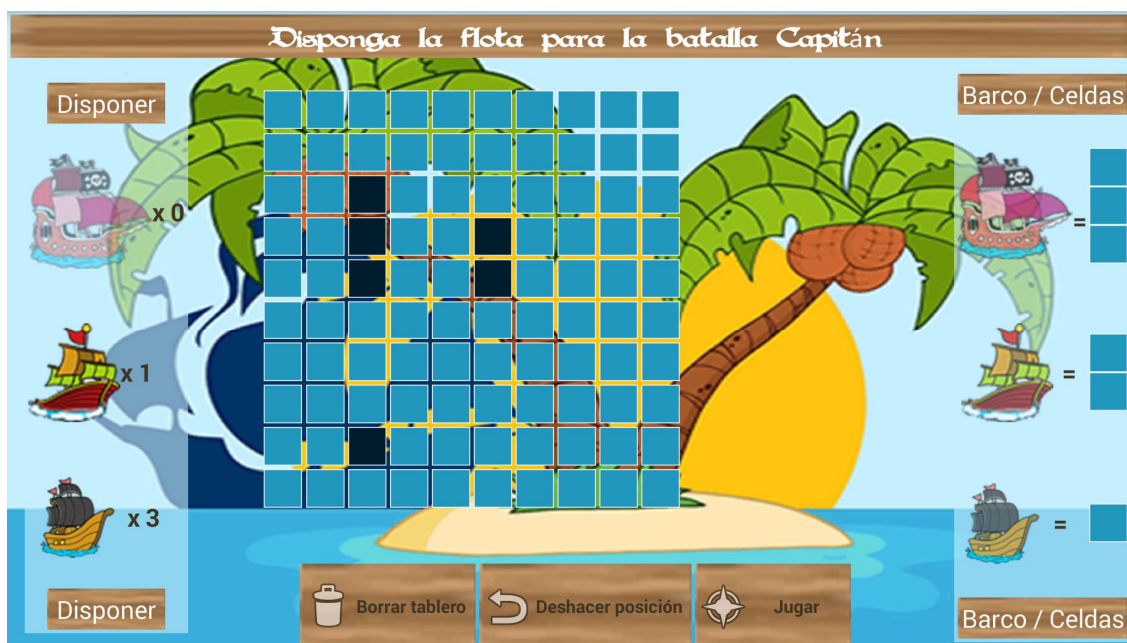 Disponga la flota para la batalla Capitán
Disponer
Barco / Celdas
x 0
=
x 1
=
x 3
=
Disponer
Barco / Celdas
Borrar tablero
Deshacer posición
Jugar